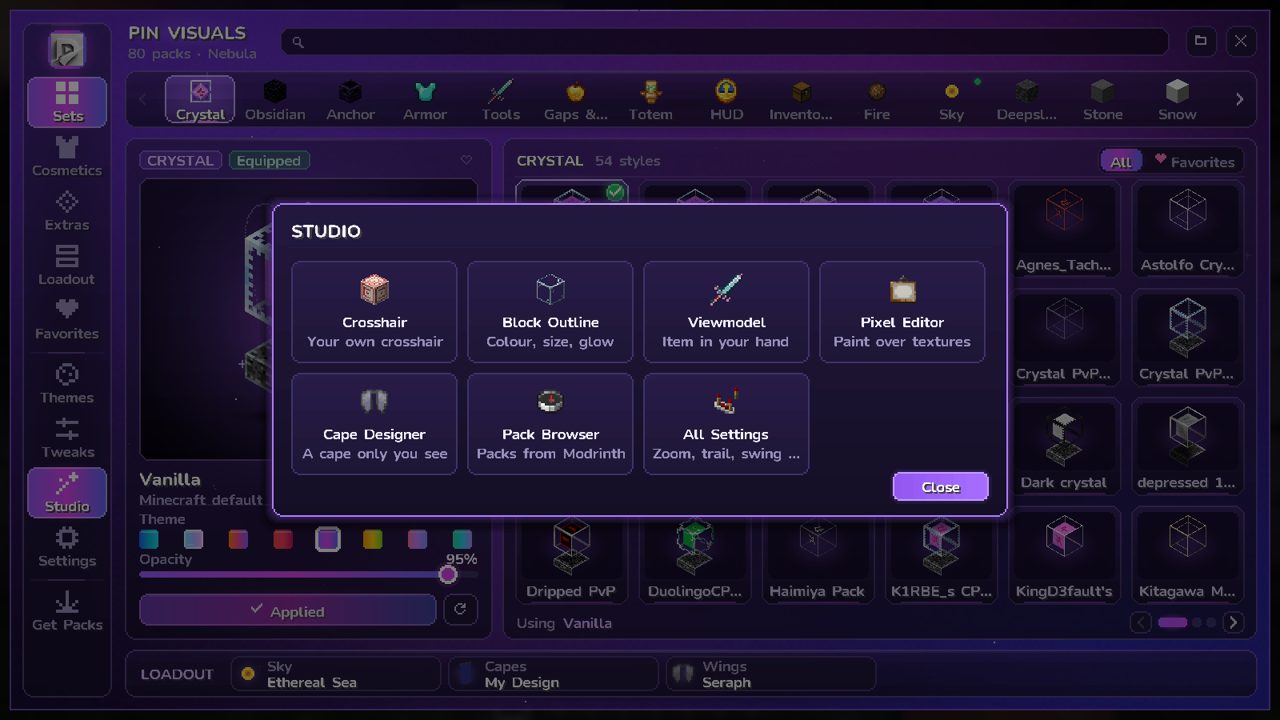 PIN VISUALS
80 packs · Nebula
Sets
Cosmetics
Extras
Loadout
Favorites
Themes
Tweaks
Studio
Settings
Get Packs
Crystal
Obsidian
Anchor
Armor
Tools
Gaps &...
Totem
HUD
Invento...
Fire
Sky
Deepsl...
Stone
Snow
CRYSTAL
Equipped
CRYSTAL 54 styles
All
Favorites
STUDIO
Crosshair
Your own crosshair
Block Outline
Colour, size, glow
Viewmodel
Item in your hand
Pixel Editor
Paint over textures
Cape Designer
A cape only you see
Pack Browser
Packs from Modrinth
All Settings
Zoom, trail, swing ...
Close
Agnes_Tach...
Astolfo Cry...
Crystal PvP...
Crystal PvP...
Dark crystal
depressed 1...
Vanilla
Minecraft default
Theme
Opacity 95%
Applied
Dripped PvP
DuolingoCP...
Haimiya Pack
K1RBE_s CP...
KingD3fault's
Kitagawa M...
Using Vanilla
LOADOUT
Sky
Ethereal Sea
Capes
My Design
Wings
Seraph